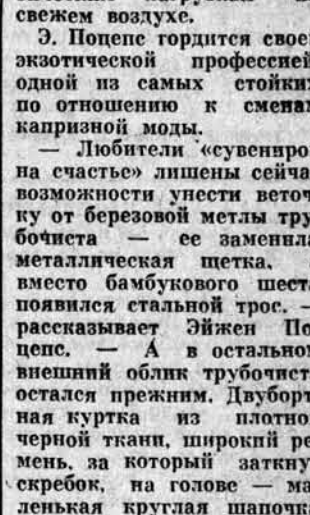 свежем воздухе.
Э. Поцепс гордится свое
экзотической профессией
одной из самых стойки
по отношению к смена
капризной моды.
— Любители «сувениро
на счастье» лишены сейча
возможности унести веточ
ку от березовой метлы тру
бочиста — ее заменила
металлическая щетка,
вместо бамбукового шест
появился стальной трос. —
рассказывает Эйжен По
цепс. — А в остально
внешний облик трубочист
остался прежним. Двуборт
ная куртка из плотно
черной ткани, широкий ре
мень, за который заткну
скребок, на голове — ма
ленькая круглая шапочк